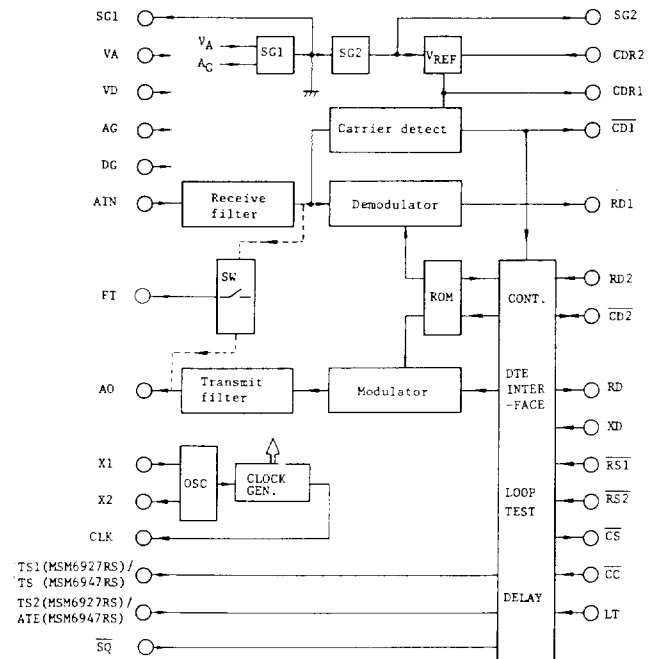 SG1
VA
VD
AG
DG
AIN
FT
AO
X1
X2
CLK
TS1(MSM6927RS)/
TS (MSM6947RS)
TS2(MSM6927RS)/
ATE(MSM6947RS)
SQ
VA
AG
SG1
SG2
VREF
Carrier detect
Receive
filter
Demodulator
SW
ROM
Transmit
filter
Modulator
OSC
CLOCK
GEN.
CONT.
DTE
INTER
-FACE
LOOP
TEST
DELAY
SG2
CDR2
CDR1
CD1
RD1
RD2
CD2
RD
XD
RS1
RS2
CS
CC
LT